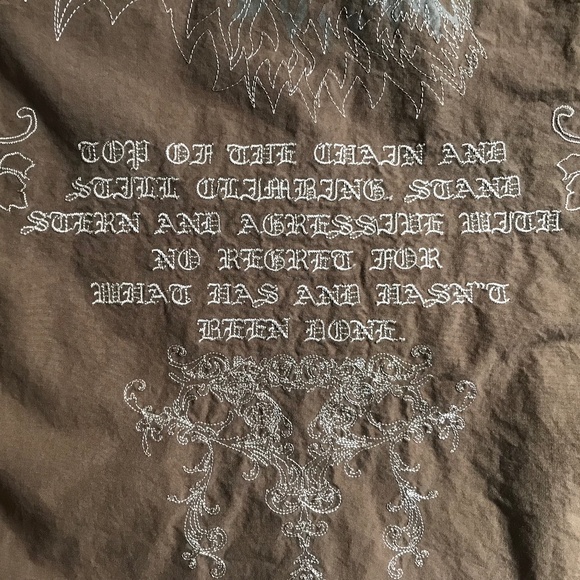 TOP OF THE CHAIN AND
STILL CLIMBING. STAND
STERN AND AGRESSIVE WITH
NO REGRET FOR
WHAT HAS AND HASN'T
BEEN DONE.